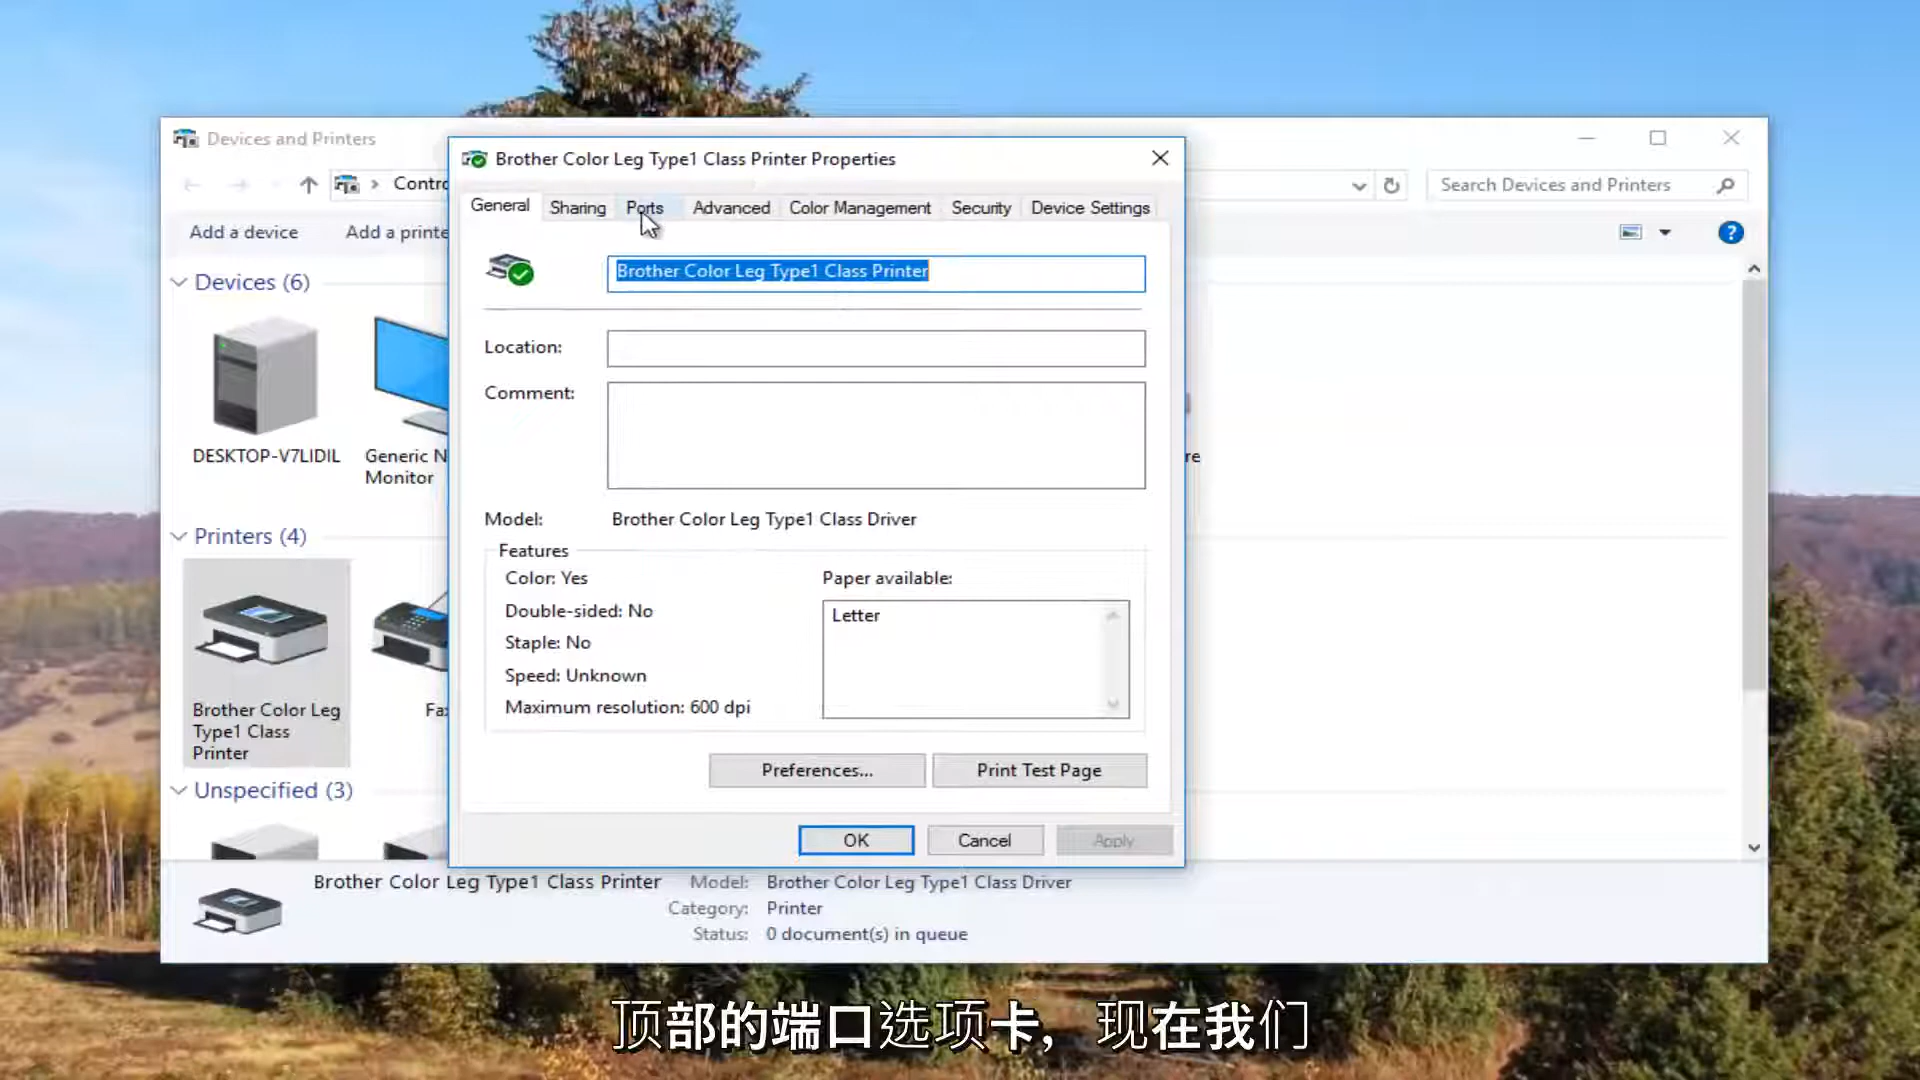 Devices and Printers
Brother Color Leg Type1 Class Printer Properties
Search Devices and Printers
General
Sharing
Ports
Advanced
Color Management
Security
Device Settings
Add a device
Brother Color Leg Type1 Class Printer
Devices (6)
Location:
Comment:
DESKTOP-V7LIDIL
Generic
Monitor
Model: Brother Color Leg Type1 Class Driver
Printers (4)
Features
Color: Yes
Double-sided: No
Staple: No
Speed: Unknown
Maximum resolution: 600 dpi
Paper available:
Letter
Brother Color Leg
Type1 Class
Printer
Preferences...
Print Test Page
Unspecified (3)
OK
Cancel
Apply
Brother Color Leg Type1 Class Printer
Model: Brother Color Leg Type1 Class Driver
Category: Printer
Status: 0 document(s) in queue
顶部的端口选项卡，现在我们